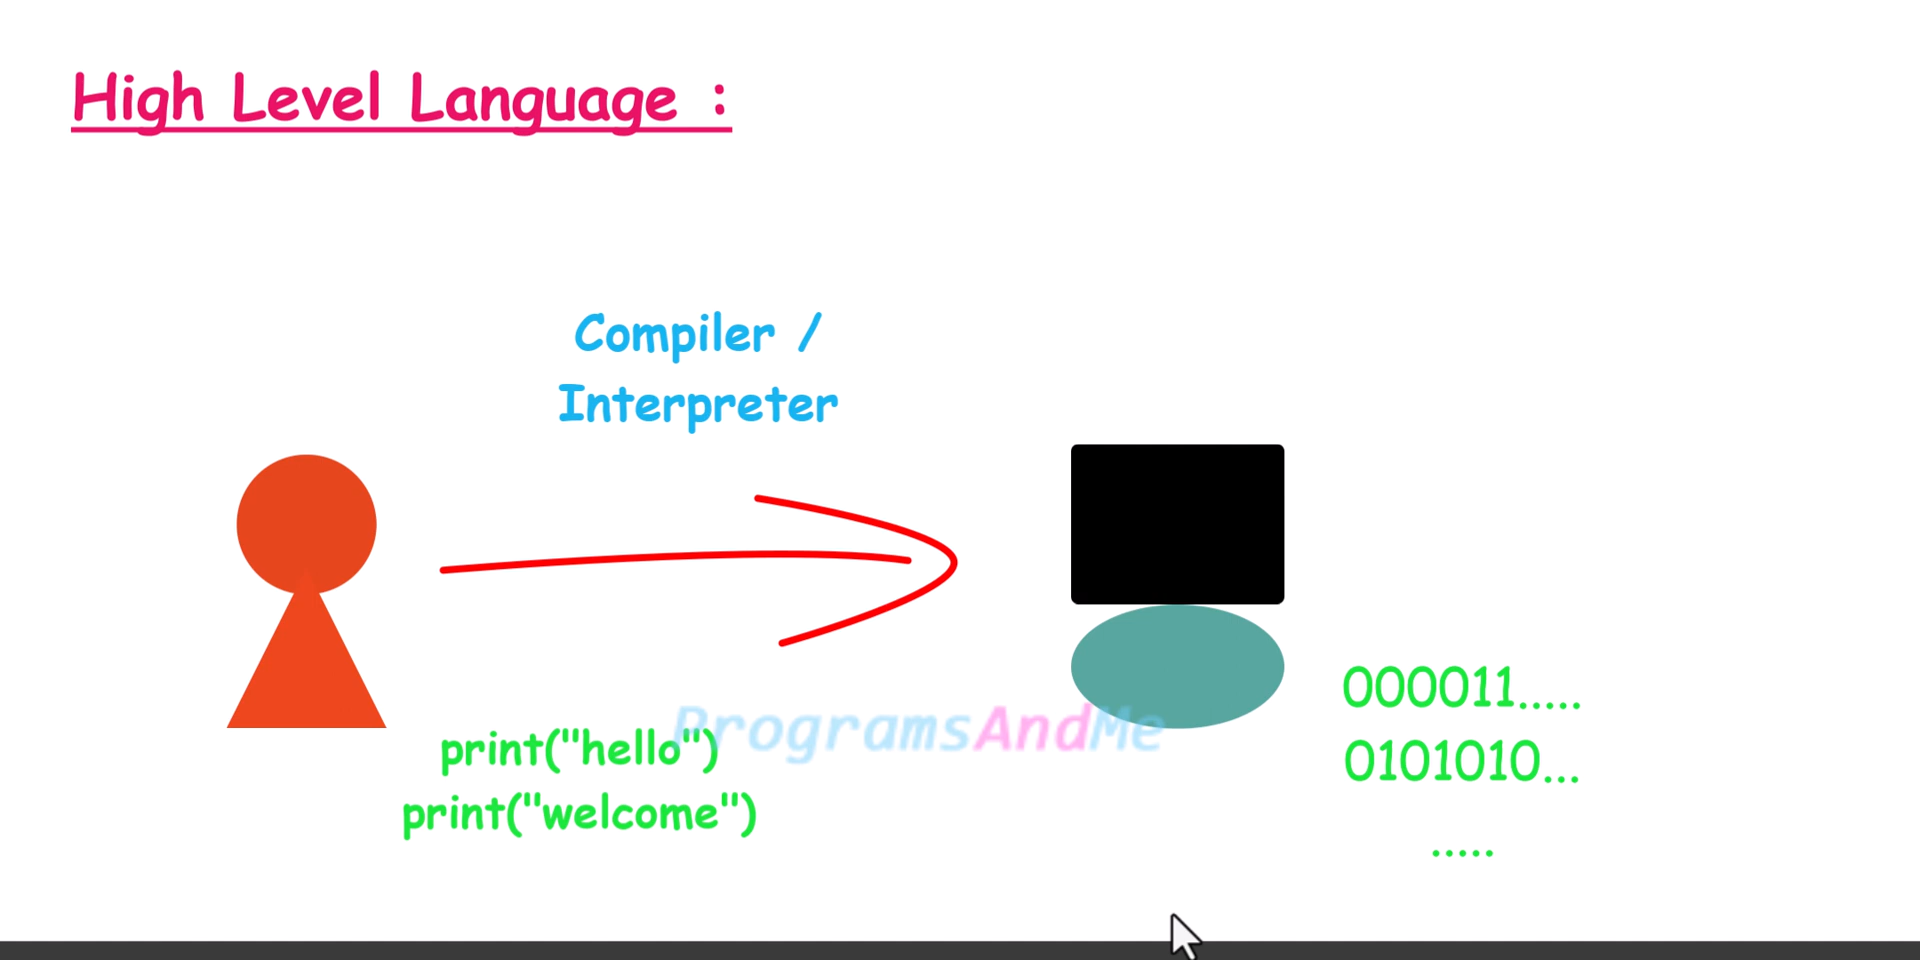 High Level Language :
Compiler /
Interpreter
print("hello")
print("welcome")
ProgramsAndMe
000011.....
0101010...
.....